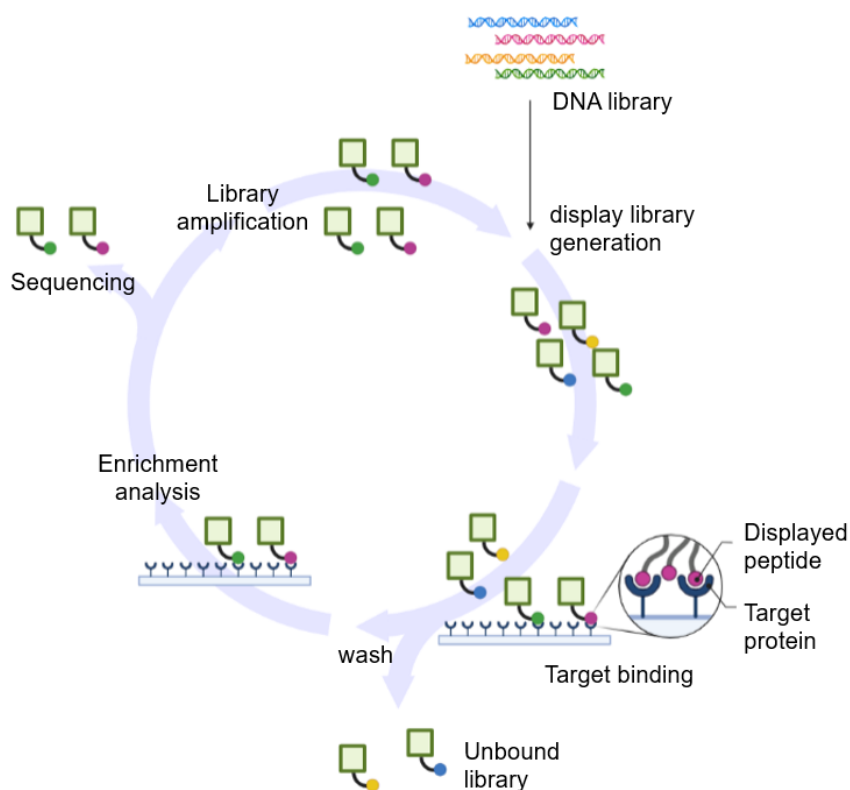 DNA library
display library
generation
Library
amplification
Sequencing
Enrichment
analysis
Displayed
peptide
Target
protein
Target binding
wash
Unbound
library